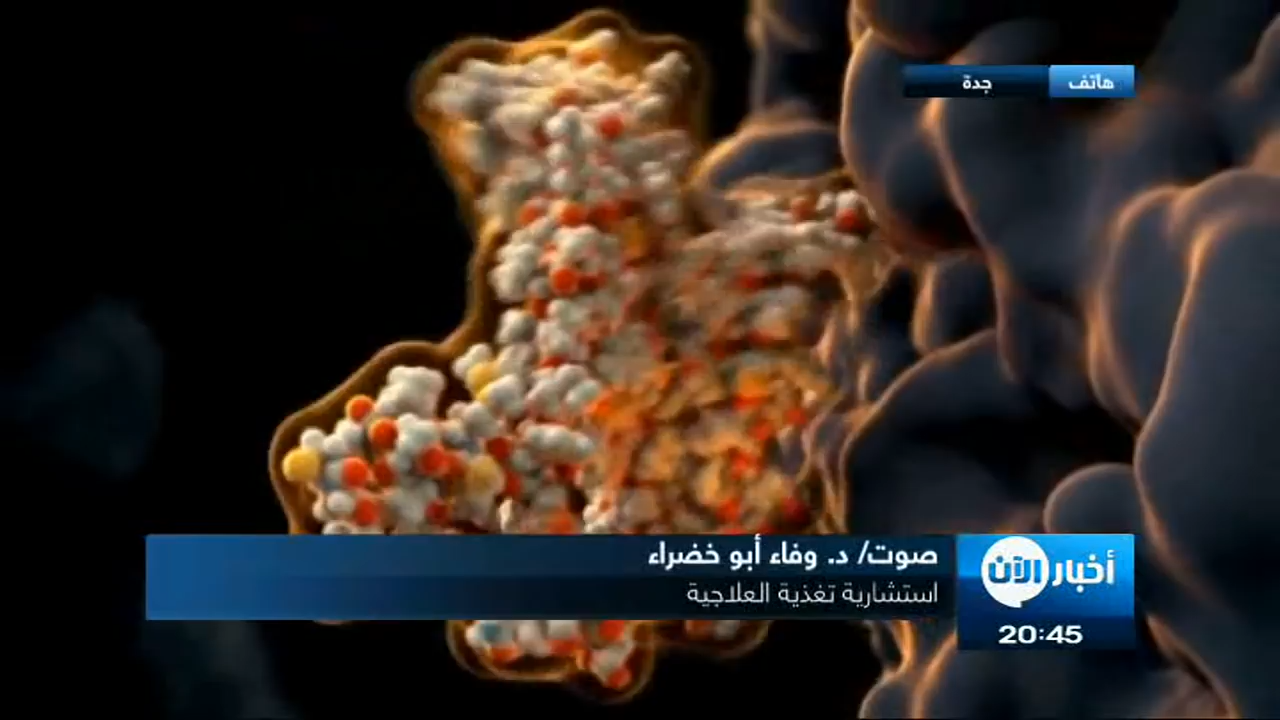 هاتف جدة
صوت/ د. وفاء أبو خضراء
استشارية تغذية العلاجية
أخبار الآن
20:45